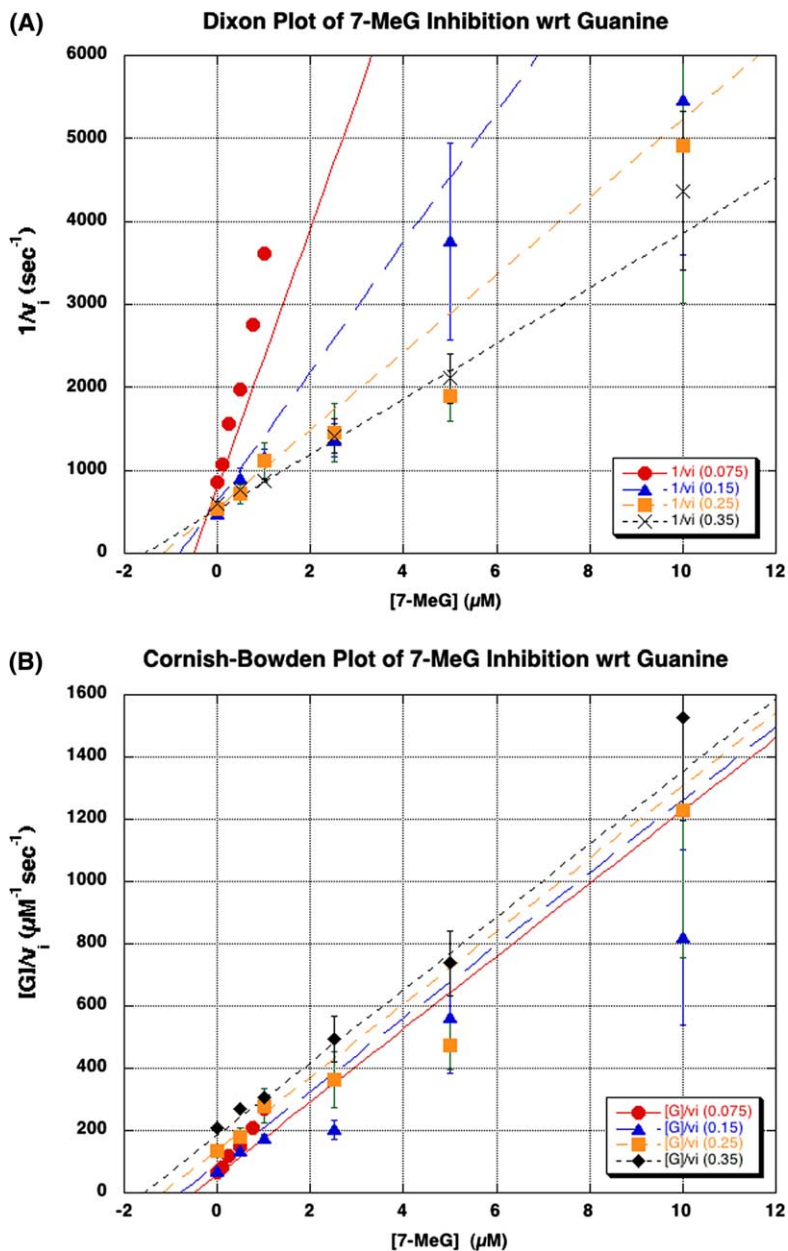 (A)
Dixon Plot of 7-MeG Inhibition wrt Guanine
6000
5000
4000
3000
2000
1000
0
1/vi (sec-1)
1/vi (0.075)
1/vi (0.15)
1/vi (0.25)
1/vi (0.35)
-2 0 2 4 6 8 10 12
[7-MeG] (µM)
(B)
Cornish-Bowden Plot of 7-MeG Inhibition wrt Guanine
1600
1400
1200
1000
800
600
400
200
0
[G]/vi (µM-1 sec-1)
[G]/vi (0.075)
[G]/vi (0.15)
[G]/vi (0.25)
[G]/vi (0.35)
-2 0 2 4 6 8 10 12
[7-MeG] (µM)